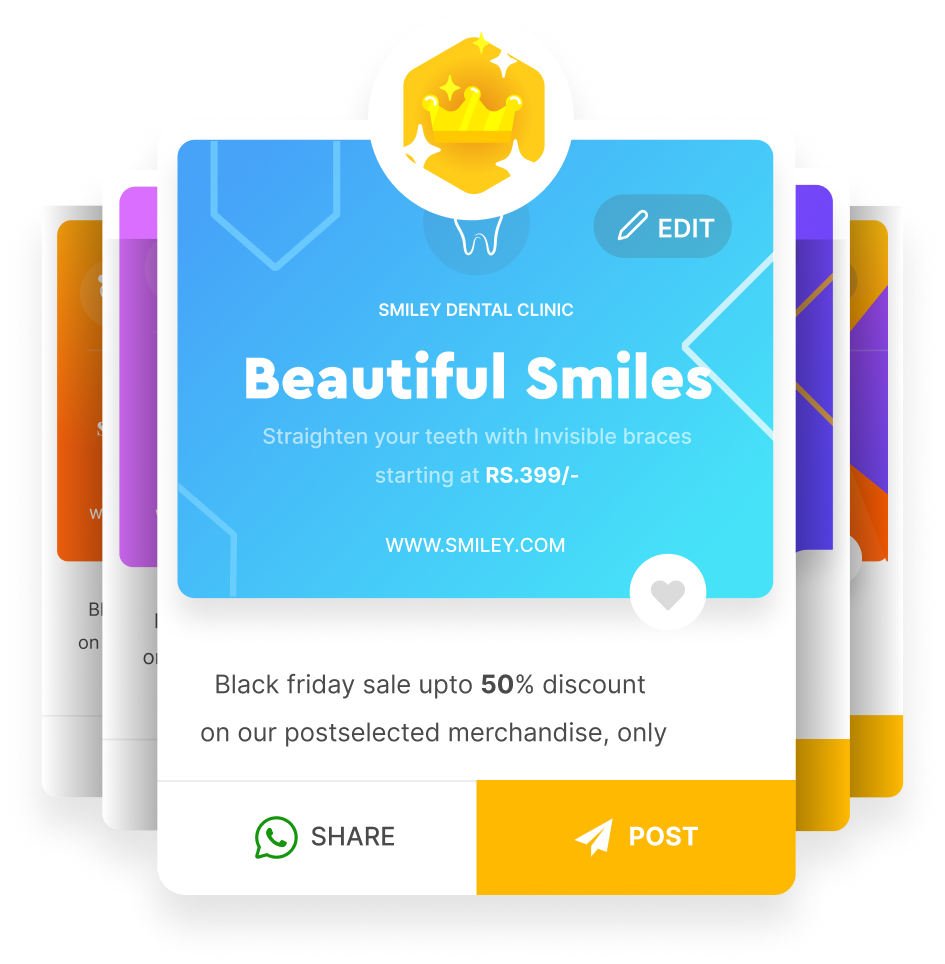 EDIT
SMILEY DENTAL CLINIC
Beautiful Smiles
Straighten your teeth with Invisible braces
starting at RS.399/-
WWW.SMILEY.COM
Black friday sale upto 50% discount
on our postselected merchandise, only
SHARE
POST
on